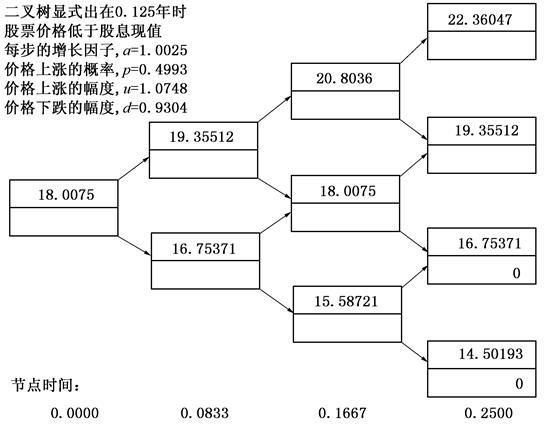 二叉树显式出在0.125年时
股票价格低于股息现值
每步的增长因子,a=1.0025
价格上涨的概率,p=0.4993
价格上涨的幅度,u=1.0748
价格下跌的幅度,d=0.9304
22.36047
20.8036
19.35512
19.35512
18.0075
18.0075
16.75371
16.75371
0
15.58721
14.50193
0
节点时间:
0.0000 0.0833 0.1667 0.2500